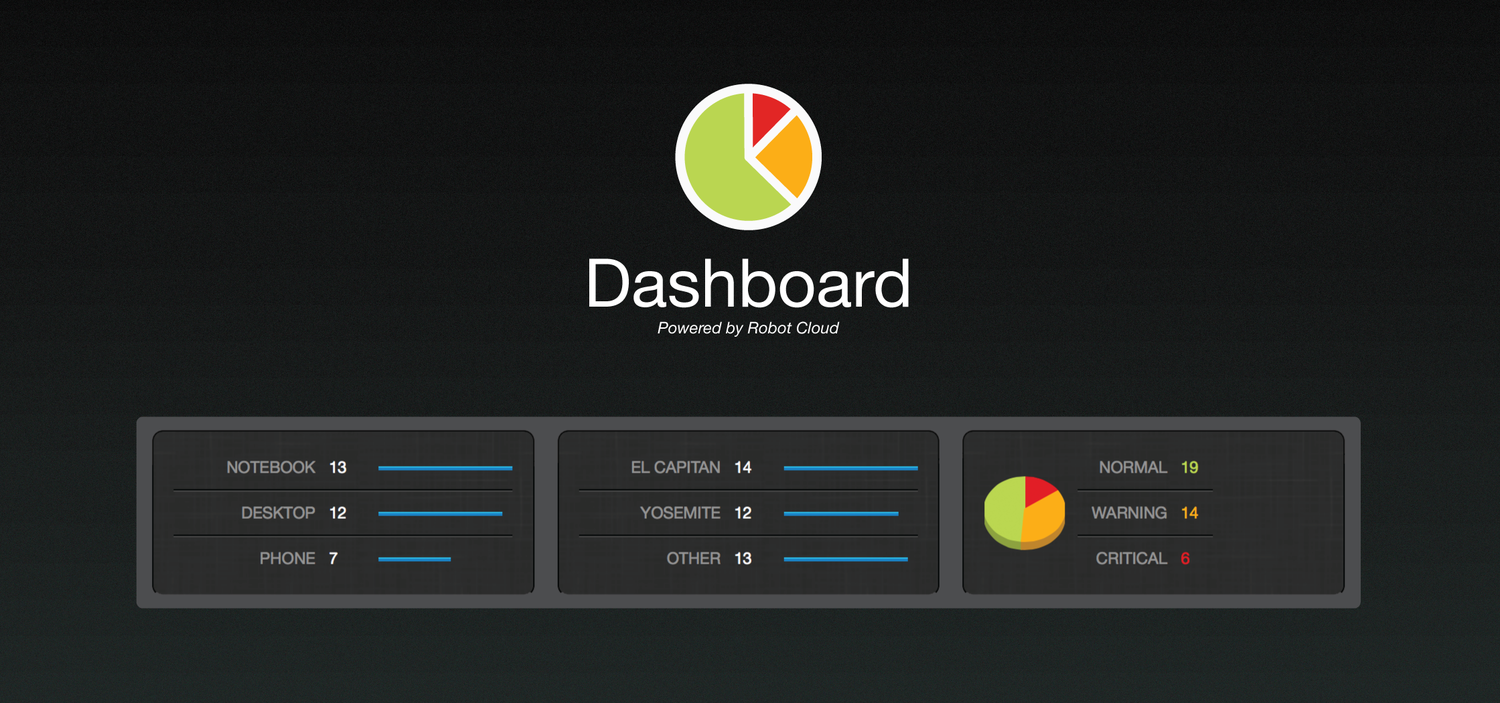 Dashboard
Powered by Robot Cloud
NOTEBOOK 13
DESKTOP 12
PHONE 7
EL CAPITAN 14
YOSEMITE 12
OTHER 13
NORMAL 19
WARNING 14
CRITICAL 6